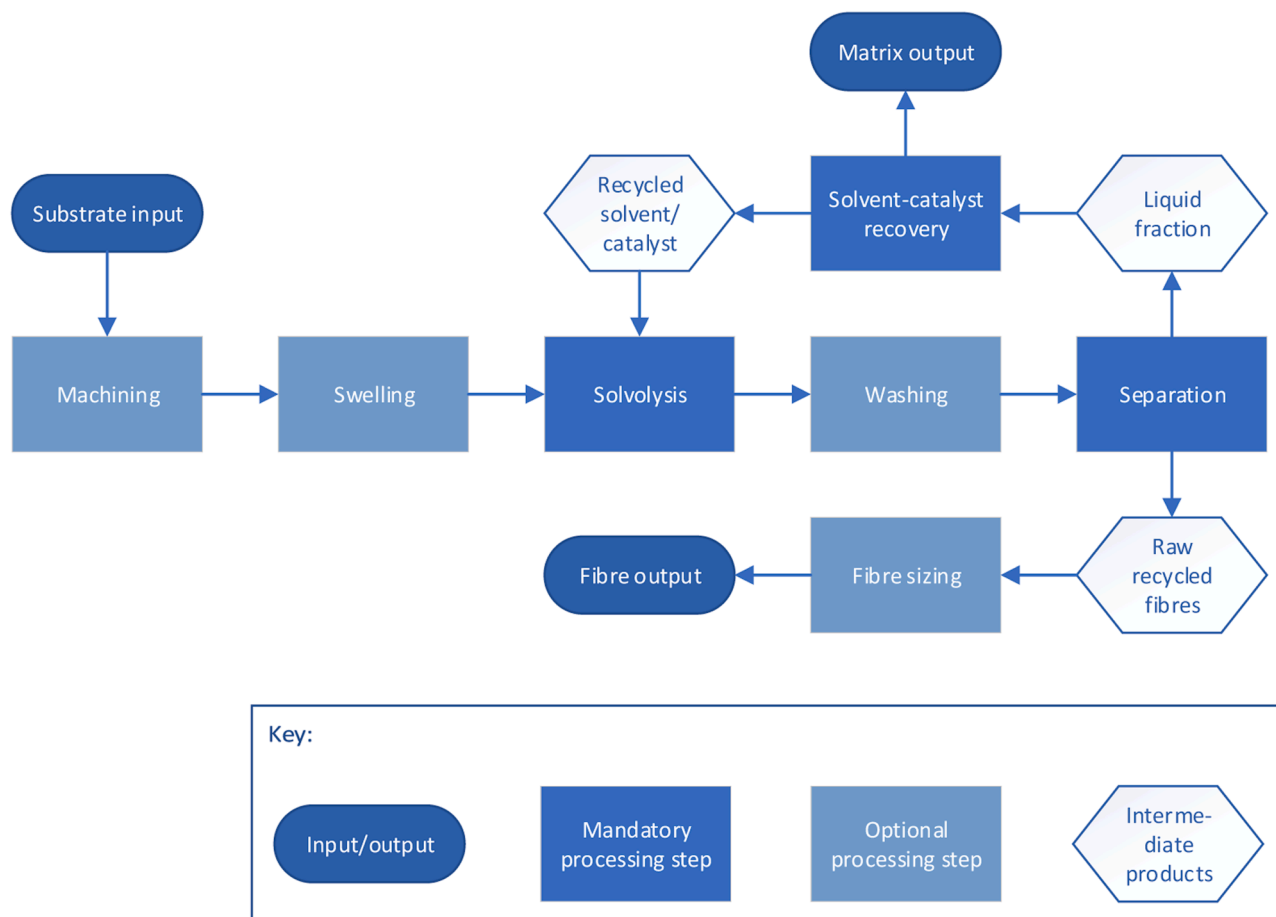 Matrix output
Substrate input
Recycled
solvent/
catalyst
Solvent-catalyst
recovery
Liquid
fraction
Machining
Swelling
Solvolysis
Washing
Separation
Fibre output
Fibre sizing
Raw
recycled
fibres
Key:
Input/output
Mandatory
processing step
Optional
processing step
Interme-
diate
products